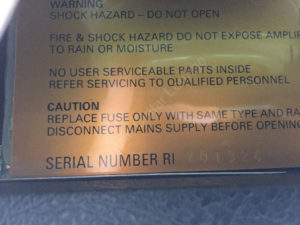 WARNING
SHOCK HAZARD – DO NOT OPEN
FIRE & SHOCK HAZARD DO NOT EXPOSE AMPLIF
TO RAIN OR MOISTURE
NO USER SERVICEABLE PARTS INSIDE
REFER SERVICING TO QUALIFIED PERSONNEL
CAUTION
REPLACE FUSE ONLY WITH SAME TYPE AND RA
DISCONNECT MAINS SUPPLY BEFORE OPENING
SERIAL NUMBER RI